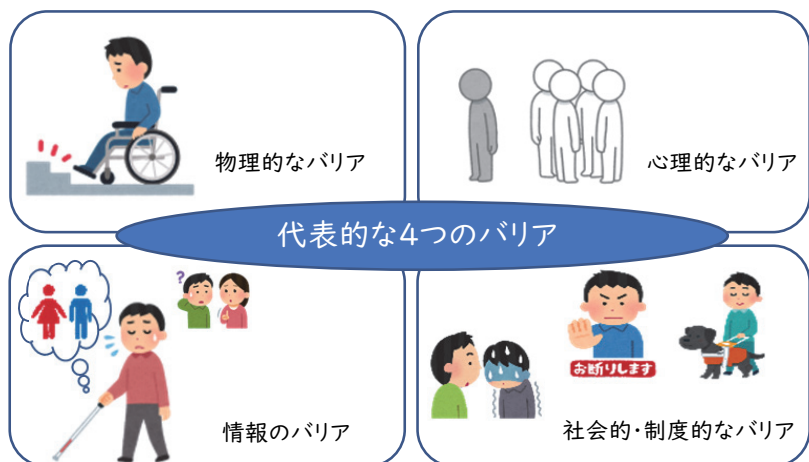 物理的なバリア
心理的なバリア
代表的な4つのバリア
?
お断りします
情報のバリア
社会的・制度的なバリア